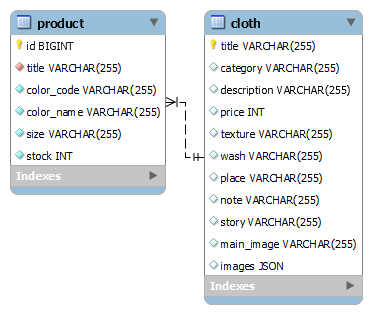 product
id BIGINT
title VARCHAR(255)
color_code VARCHAR(255)
color_name VARCHAR(255)
size VARCHAR(255)
stock INT
Indexes
cloth
title VARCHAR(255)
category VARCHAR(255)
description VARCHAR(255)
price INT
texture VARCHAR(255)
wash VARCHAR(255)
place VARCHAR(255)
note VARCHAR(255)
story VARCHAR(255)
main_image VARCHAR(255)
images JSON
Indexes